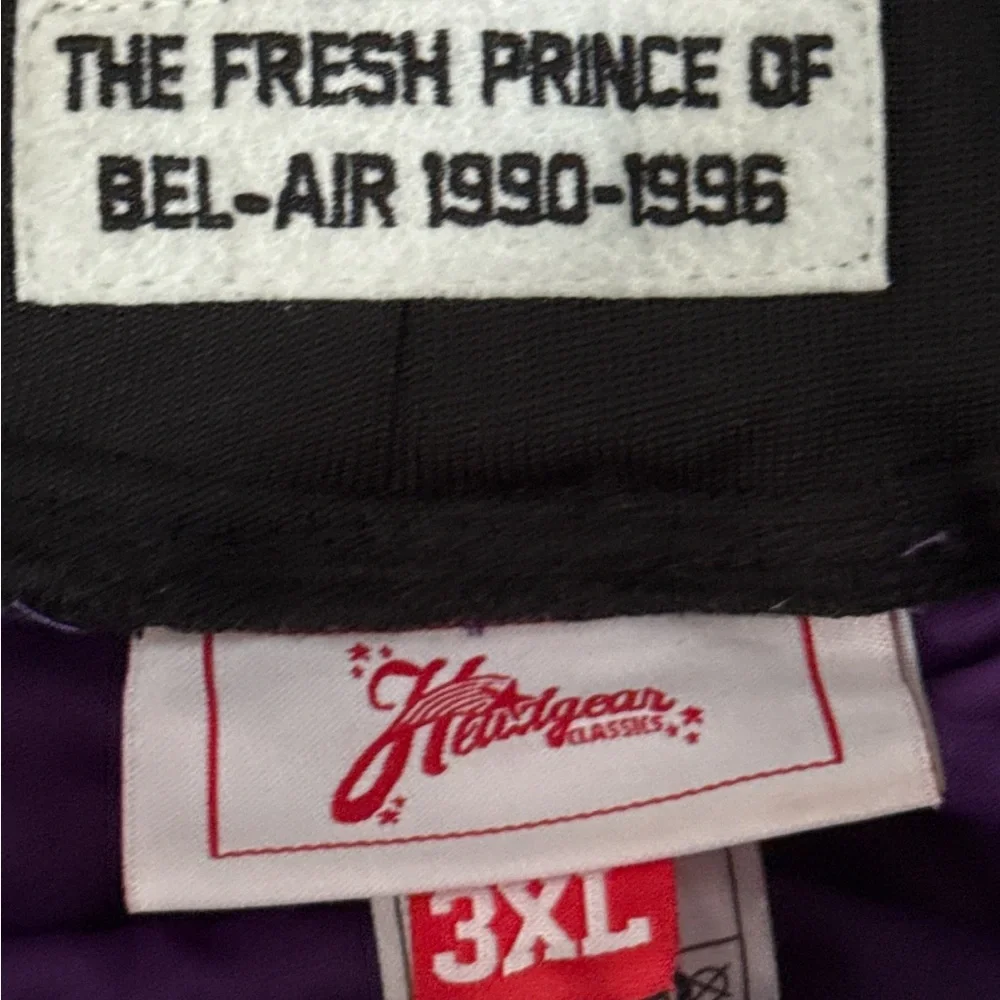 THE FRESH PRINCE OF
BEL-AIR 1990-1996
Headgear
CLASSICS
3XL